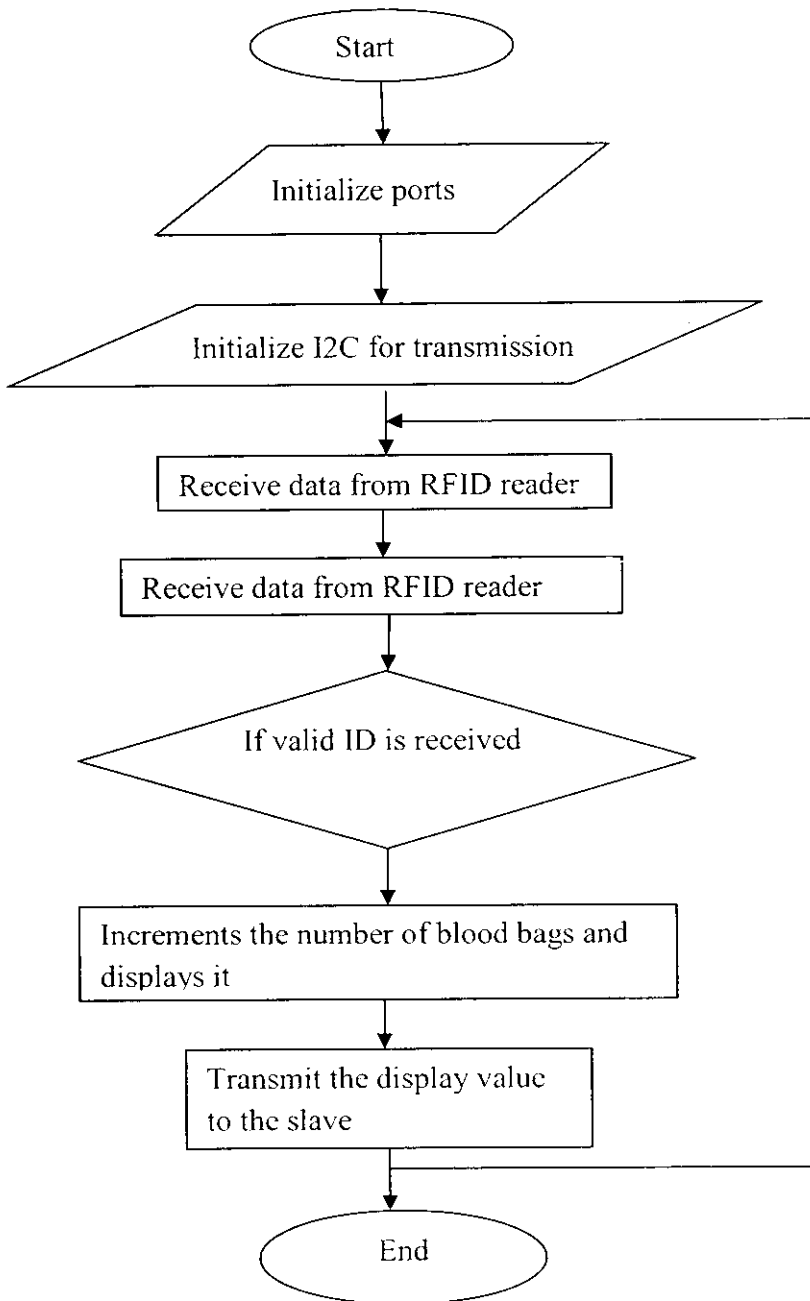 Start
Initialize ports
Initialize I2C for transmission
Receive data from RFID reader
Receive data from RFID reader
If valid ID is received
Increments the number of blood bags and
displays it
Transmit the display value
to the slave
End